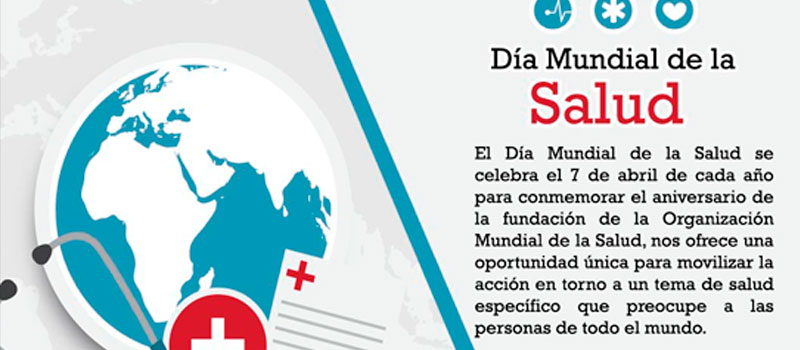 Día Mundial de la
Salud
El Día Mundial de la Salud se
celebra el 7 de abril de cada año
para conmemorar el aniversario de
la fundación de la Organización
Mundial de la Salud, nos ofrece una
oportunidad única para movilizar la
acción en torno a un tema de salud
específico que preocupe a las
personas de todo el mundo.